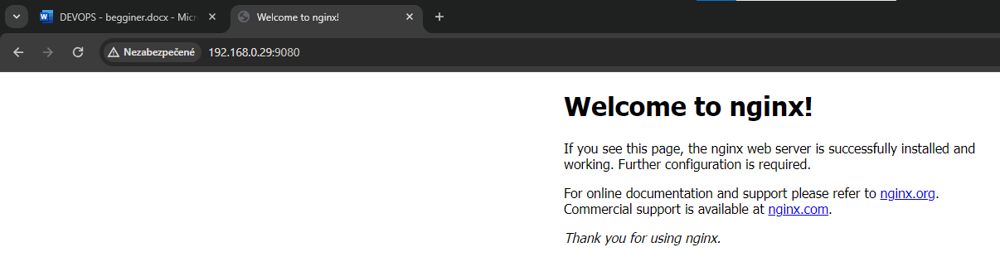 DEVOPS - begginer.docx - Micr
Welcome to nginx!
Nezabezpečené
192.168.0.29:9080
Welcome to nginx!
If you see this page, the nginx web server is successfully installed and
working. Further configuration is required.
For online documentation and support please refer to nginx.org.
Commercial support is available at nginx.com.
Thank you for using nginx.